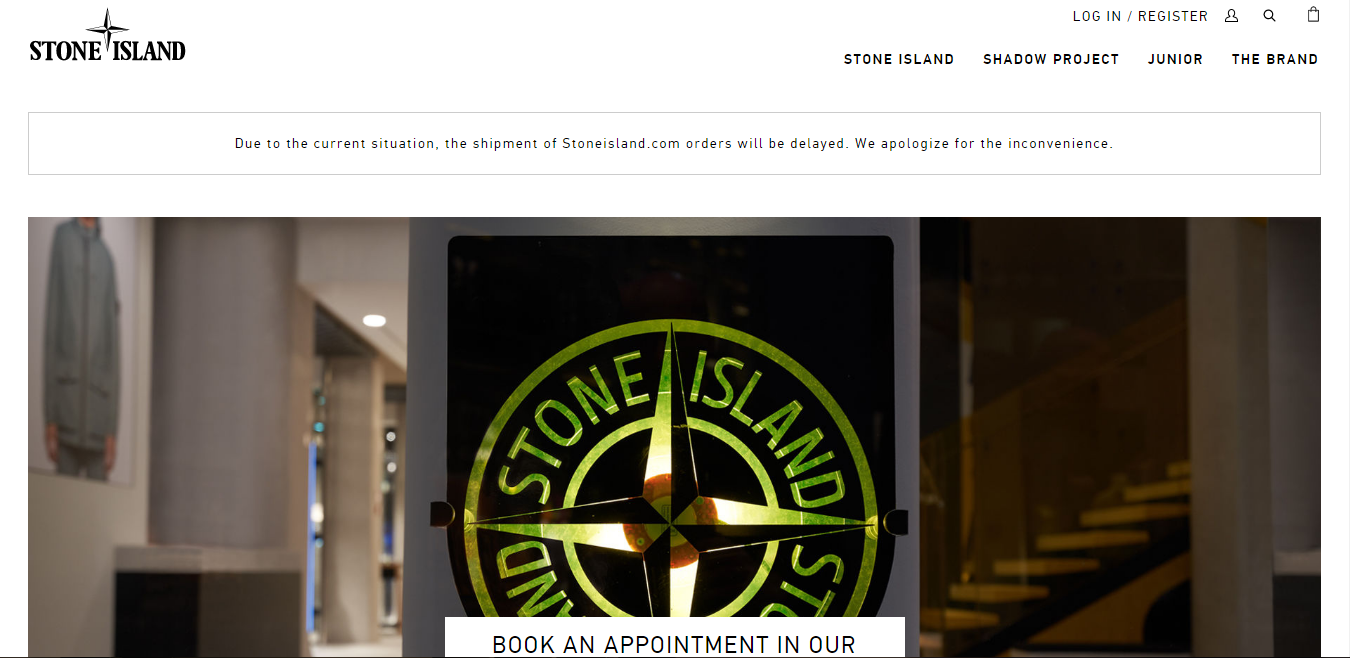 STONE ISLAND
LOG IN / REGISTER
STONE ISLAND
SHADOW PROJECT
JUNIOR
THE BRAND
Due to the current situation, the shipment of Stoneisland.com orders will be delayed. We apologize for the inconvenience.
STONE ISLAND
BOOK AN APPOINTMENT IN OUR